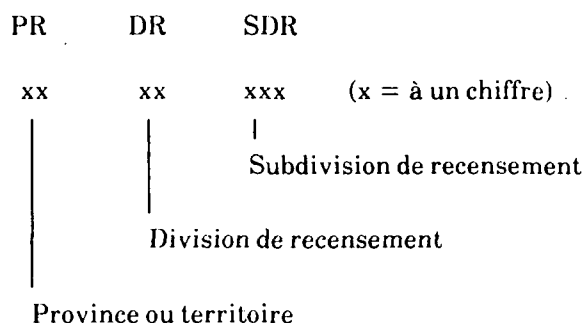 PR DR SDR
xx xx xxx (x = à un chiffre)
Subdivision de recensement
Division de recensement
Province ou territoire